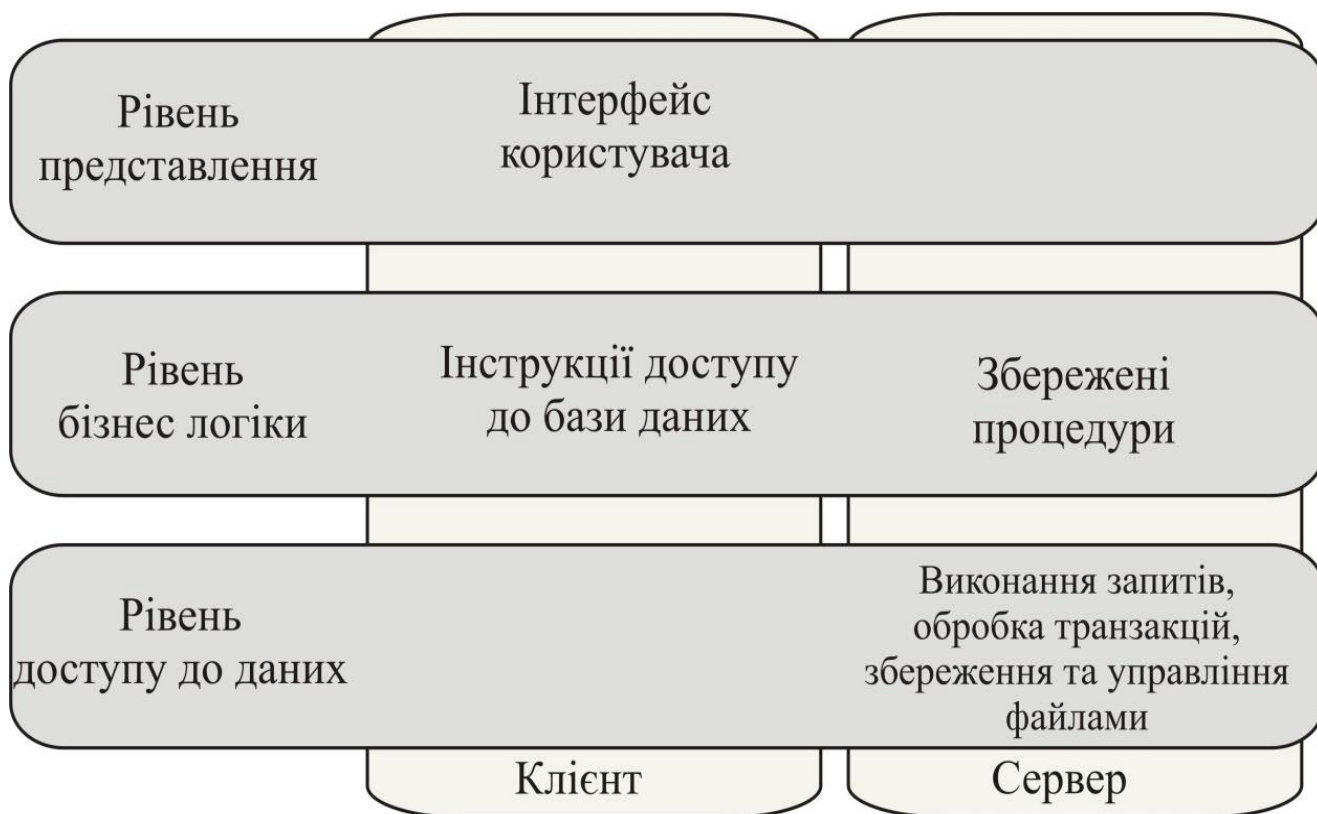 Рівень
представлення
Інтерфейс
користувача
Рівень
бізнес логіки
Інструкції доступу
до бази даних
Збережені
процедури
Рівень
доступу до даних
Виконання запитів,
обробка транзакцій,
збереження та управління
файлами
Клієнт
Сервер